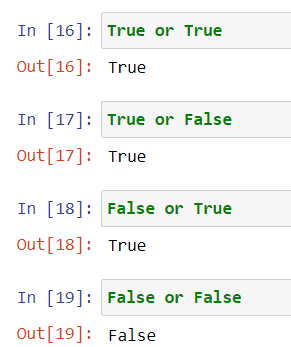 In [16]: True or True
Out[16]: True
In [17]: True or False
Out[17]: True
In [18]: False or True
Out[18]: True
In [19]: False or False
Out[19]: False